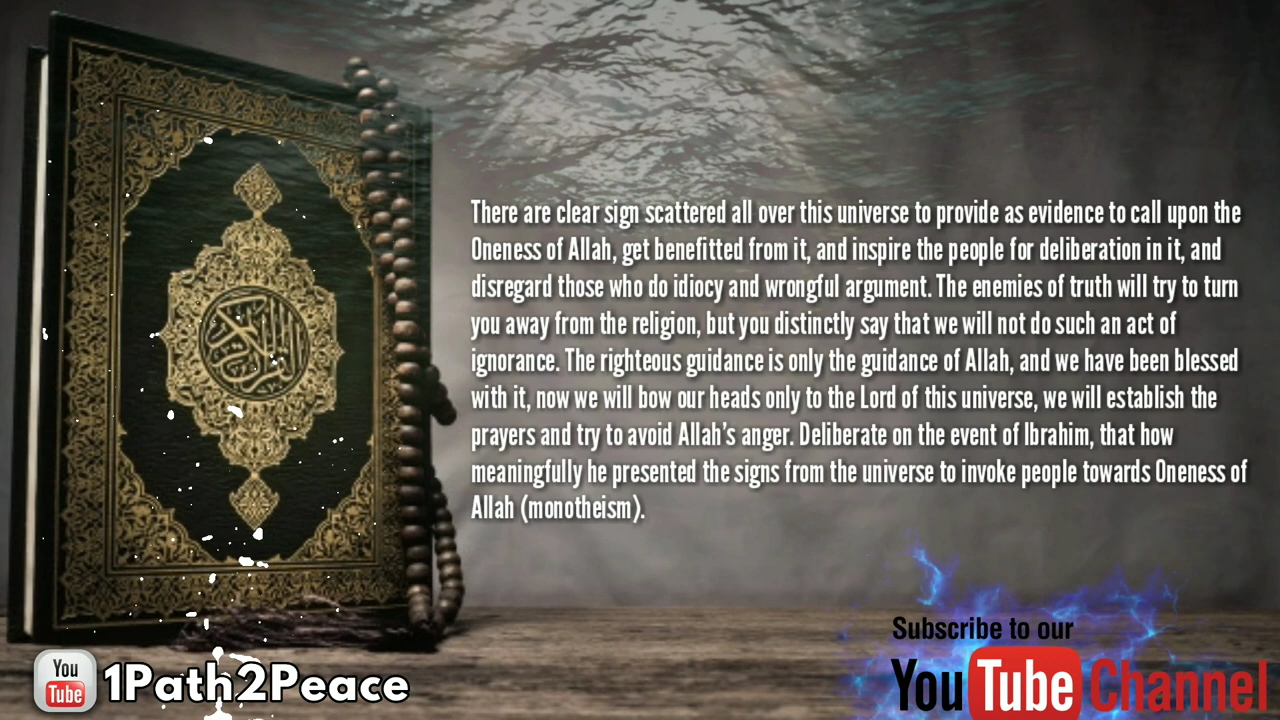 There are clear sign scattered all over this universe to provide as evidence to call upon the
Oneness of Allah, get benefitted from it, and inspire the people for deliberation in it, and
disregard those who do idiocy and wrongful argument. The enemies of truth will try to turn
you away from the religion, but you distinctly say that we will not do such an act of
ignorance. The righteous guidance is only the guidance of Allah, and we have been blessed
with it, now we will bow our heads only to the Lord of this universe, we will establish the
prayers and try to avoid Allah's anger. Deliberate on the event of Ibrahim, that how
meaningfully he presented the signs from the universe to invoke people towards Oneness of
Allah (monotheism).
Subscribe to our
YouTube Channel
You
Tube
1Path2Peace